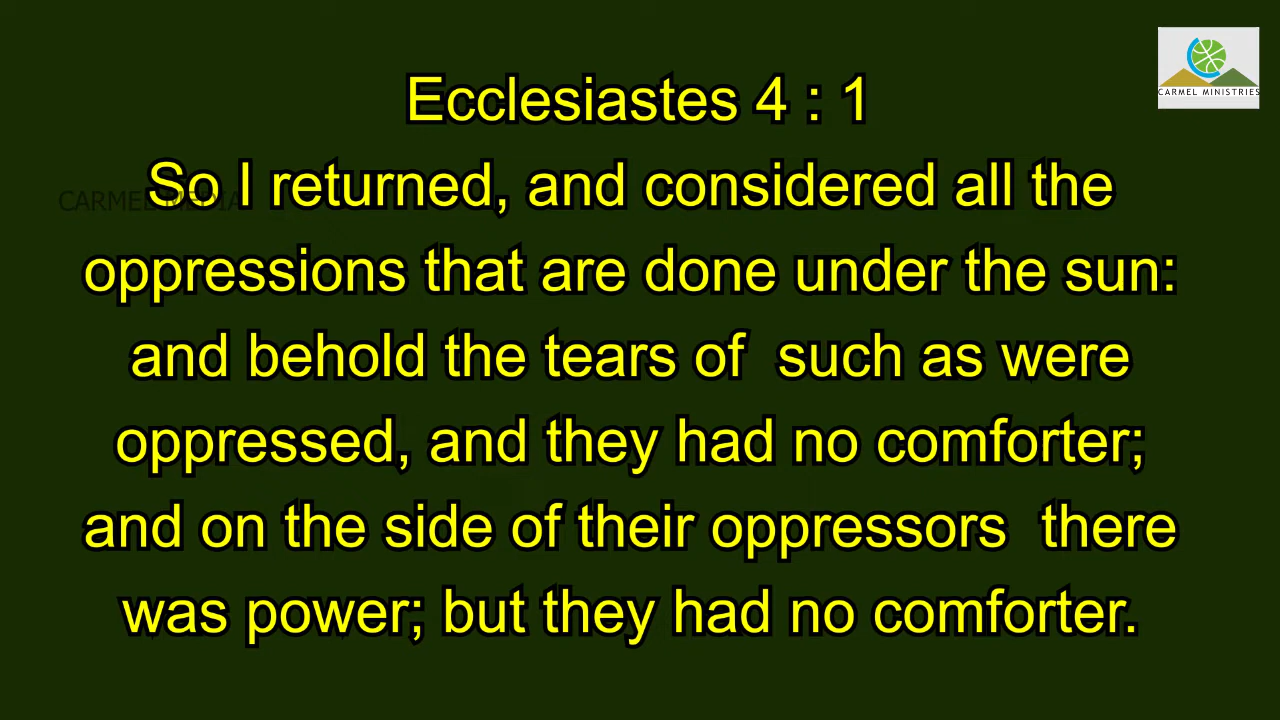 CARMEL MINISTRIES
Ecclesiastes 4 : 1
CARMEL MEDIA
So I returned, and considered all the
oppressions that are done under the sun:
and behold the tears of  such as were
oppressed, and they had no comforter;
and on the side of their oppressors  there
was power; but they had no comforter.